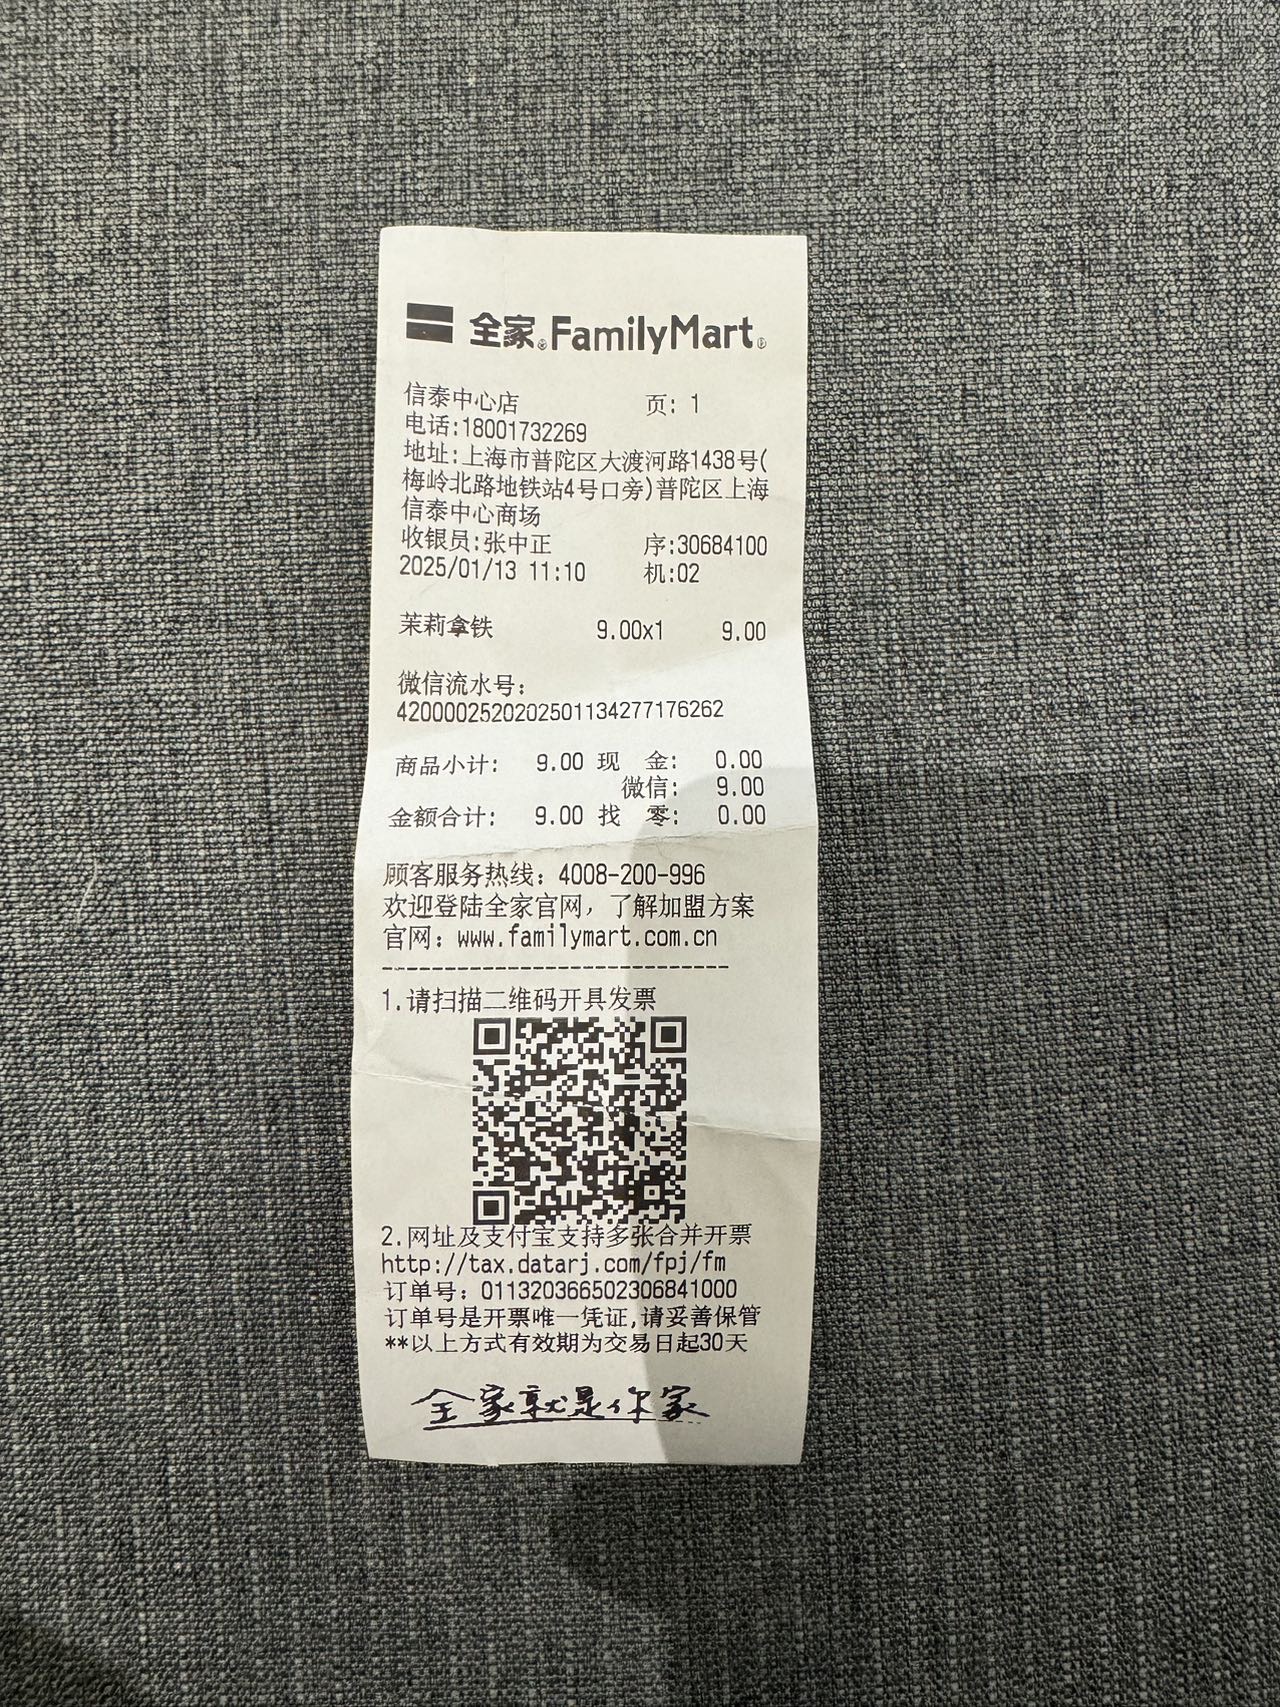 全家®FamilyMart®
信泰中心店 页: 1
电话:18001732269
地址:上海市普陀区大渡河路1438号(
梅岭北路地铁站4号口旁)普陀区上海
信泰中心商场
收银员:张中正 序:30684100
2025/01/13 11:10 机:02
茉莉拿铁 9.00x1 9.00
微信流水号:
4200002520202501134277176262
商品小计: 9.00 现 金: 0.00
微信: 9.00
金额合计: 9.00 找 零: 0.00
顾客服务热线: 4008-200-996
欢迎登陆全家官网，了解加盟方案
官网: www.familymart.com.cn
----------------------------
1.请扫描二维码开具发票
2.网址及支付宝支持多张合并开票
http://tax.datarj.com/fpj/fm
订单号: 011320366502306841000
订单号是开票唯一凭证,请妥善保管
**以上方式有效期为交易日起30天
全家就是你家